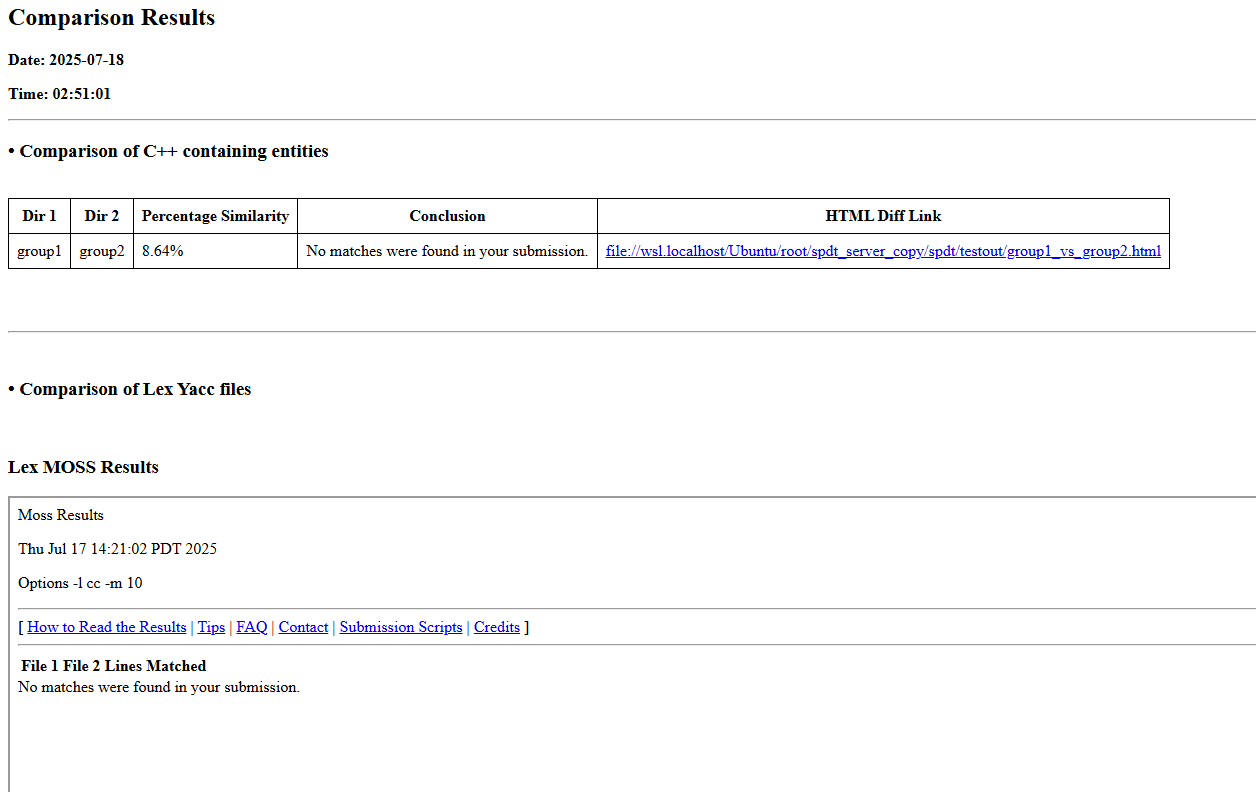 Comparison Results
Date: 2025-07-18
Time: 02:51:01
• Comparison of C++ containing entities
Dir 1 Dir 2 Percentage Similarity Conclusion HTML Diff Link
group1 group2 8.64% No matches were found in your submission. file://wsl.localhost/Ubuntu/root/spdt_server_copy/spdt/testout/group1_vs_group2.html
• Comparison of Lex Yacc files
Lex MOSS Results
Moss Results
Thu Jul 17 14:21:02 PDT 2025
Options -l cc -m 10
[ How to Read the Results | Tips | FAQ | Contact | Submission Scripts | Credits ]
File 1 File 2 Lines Matched
No matches were found in your submission.